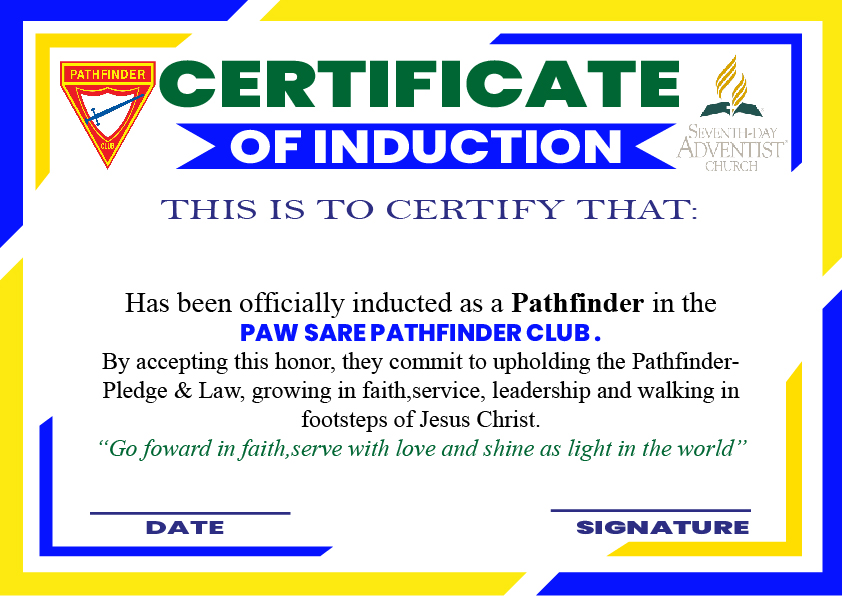 PATHFINDER
CLUB
CERTIFICATE
OF INDUCTION
SEVENTH-DAY
ADVENTIST
CHURCH
THIS IS TO CERTIFY THAT:
Has been officially inducted as a Pathfinder in the
PAW SARE PATHFINDER CLUB .
By accepting this honor, they commit to upholding the Pathfinder-
Pledge & Law, growing in faith,service, leadership and walking in
footsteps of Jesus Christ.
“Go foward in faith,serve with love and shine as light in the world”
DATE
SIGNATURE